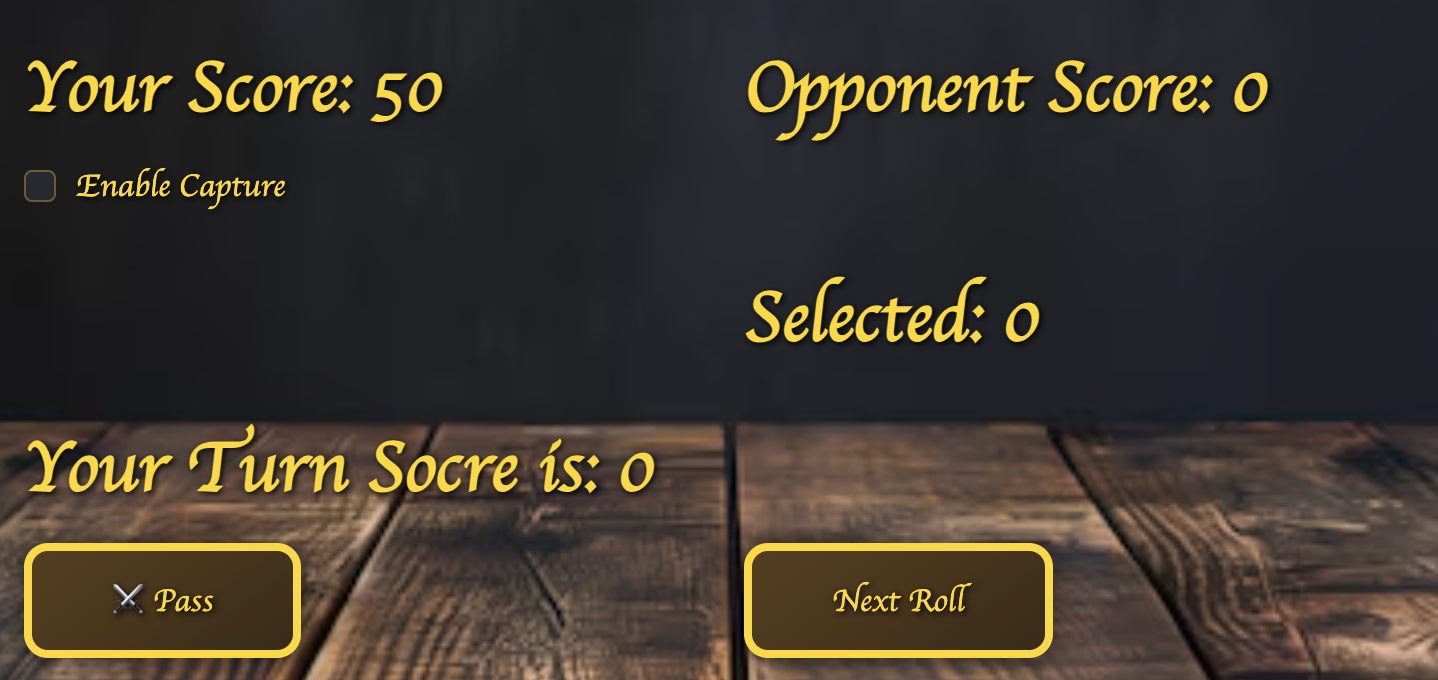 Your Score: 50
Opponent Score: 0
Enable Capture
Selected: 0
Your Turn Socre is: 0
⚔ Pass
Next Roll